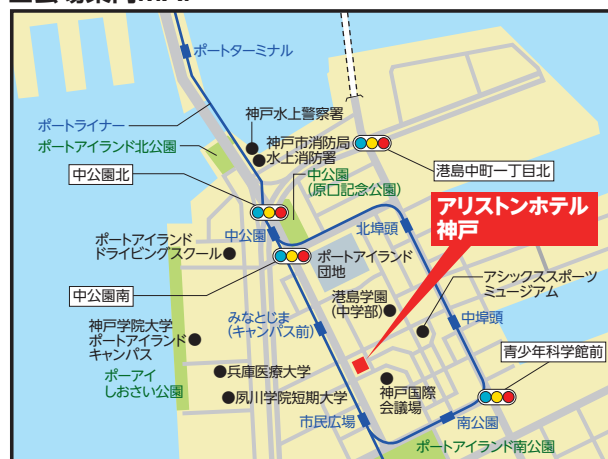 ポートターミナル
ポートライナー
神戸水上警察署
神戸市消防局
水上消防署
ポートアイランド北公園
港島中町一丁目北
中公園北
中公園
(原口記念公園)
アリストンホテル
神戸
中公園
北埠頭
ポートアイランド
ドライビングスクール
ポートアイランド
団地
アシックススポーツ
ミュージアム
中公園南
港島学園
(中学部)
みなとじま
(キャンパス前)
中埠頭
神戸学院大学
ポートアイランド
キャンパス
青少年科学館前
ポーアイ
しおさい公園
兵庫医療大学
神戸国際
会議場
夙川学院短期大学
市民広場
南公園
ポートアイランド南公園